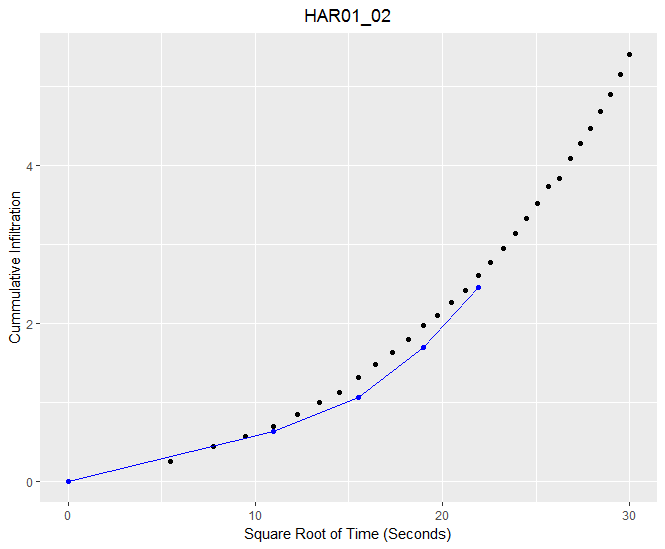 HAR01_02
Cummulative Infiltration
4
2
0
0 10 20 30
Square Root of Time (Seconds)